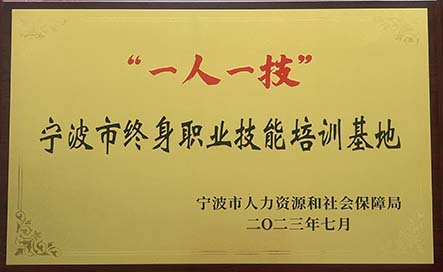 “一人一技”
宁波市终身职业技能培训基地
宁波市人力资源和社会保障局
二〇二三年七月